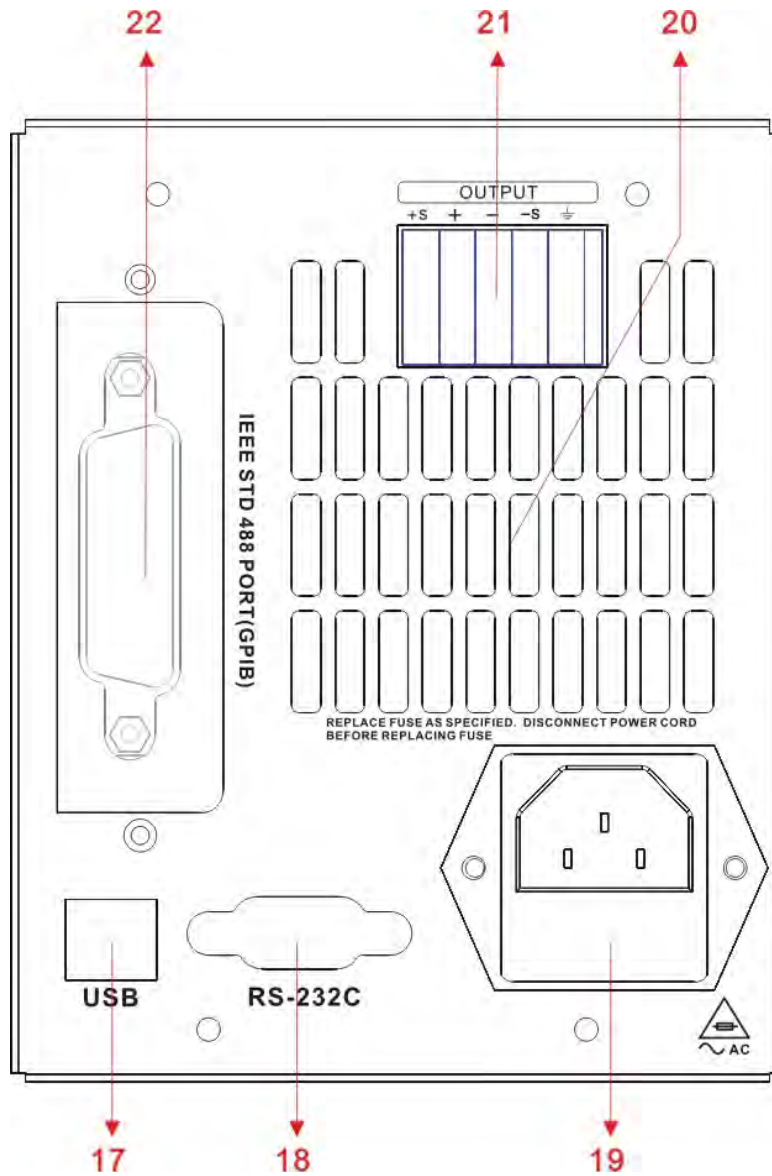 22 21 20
OUTPUT
+S + − −S ⏚
IEEE STD 488 PORT(GPIB)
REPLACE FUSE AS SPECIFIED. DISCONNECT POWER CORD
BEFORE REPLACING FUSE
USB RS-232C
∼ AC
17 18 19